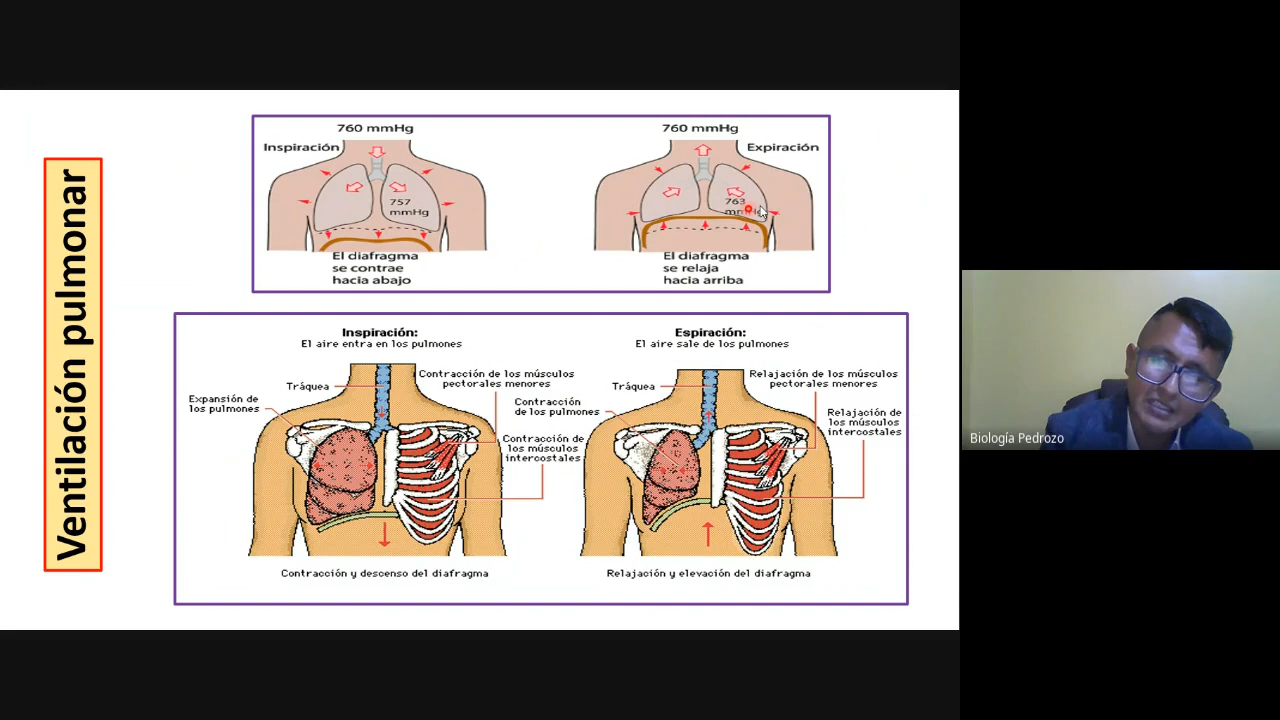 Ventilación pulmonar
760 mmHg
Inspiración
757
mmHg
El diafragma
se contrae
hacia abajo
760 mmHg
Expiración
763
El diafragma
se relaja
hacia arriba
Inspiración:
El aire entra en los pulmones
Contracción de los músculos
pectorales menores
Tráquea
Expansión de
los pulmones
Contracción de
los músculos
intercostales
Contracción y descenso del diafragma
Espiración:
El aire sale de los pulmones
Relajación de los músculos
pectorales menores
Tráquea
Contracción
de los pulmones
Relajación de
los músculos
intercostales
Relajación y elevación del diafragma
Biología Pedrozo